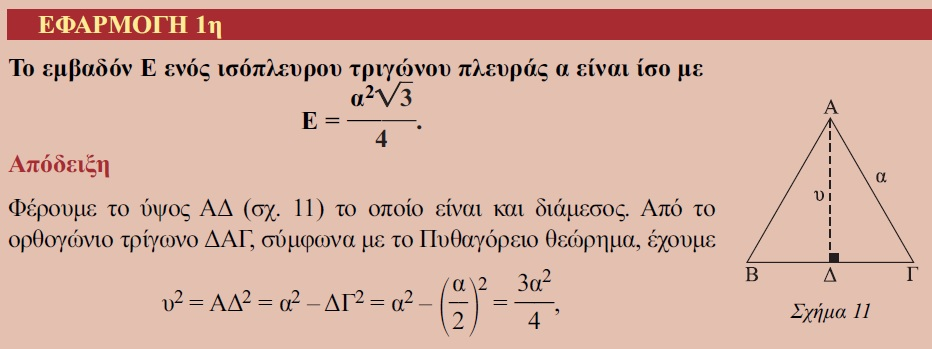 ΕΦΑΡΜΟΓΗ 1η
Το εμβαδόν Ε ενός ισόπλευρου τριγώνου πλευράς α είναι ίσο με
Ε = α²√3 / 4 .
Απόδειξη
Φέρουμε το ύψος ΑΔ (σχ. 11) το οποίο είναι και διάμεσος. Από το
ορθογώνιο τρίγωνο ΔΑΓ, σύμφωνα με το Πυθαγόρειο θεώρημα, έχουμε
υ² = ΑΔ² = α² – ΔΓ² = α² – (α/2)² = 3α²/4 ,
Α
υ
α
Β Δ Γ
Σχήμα 11